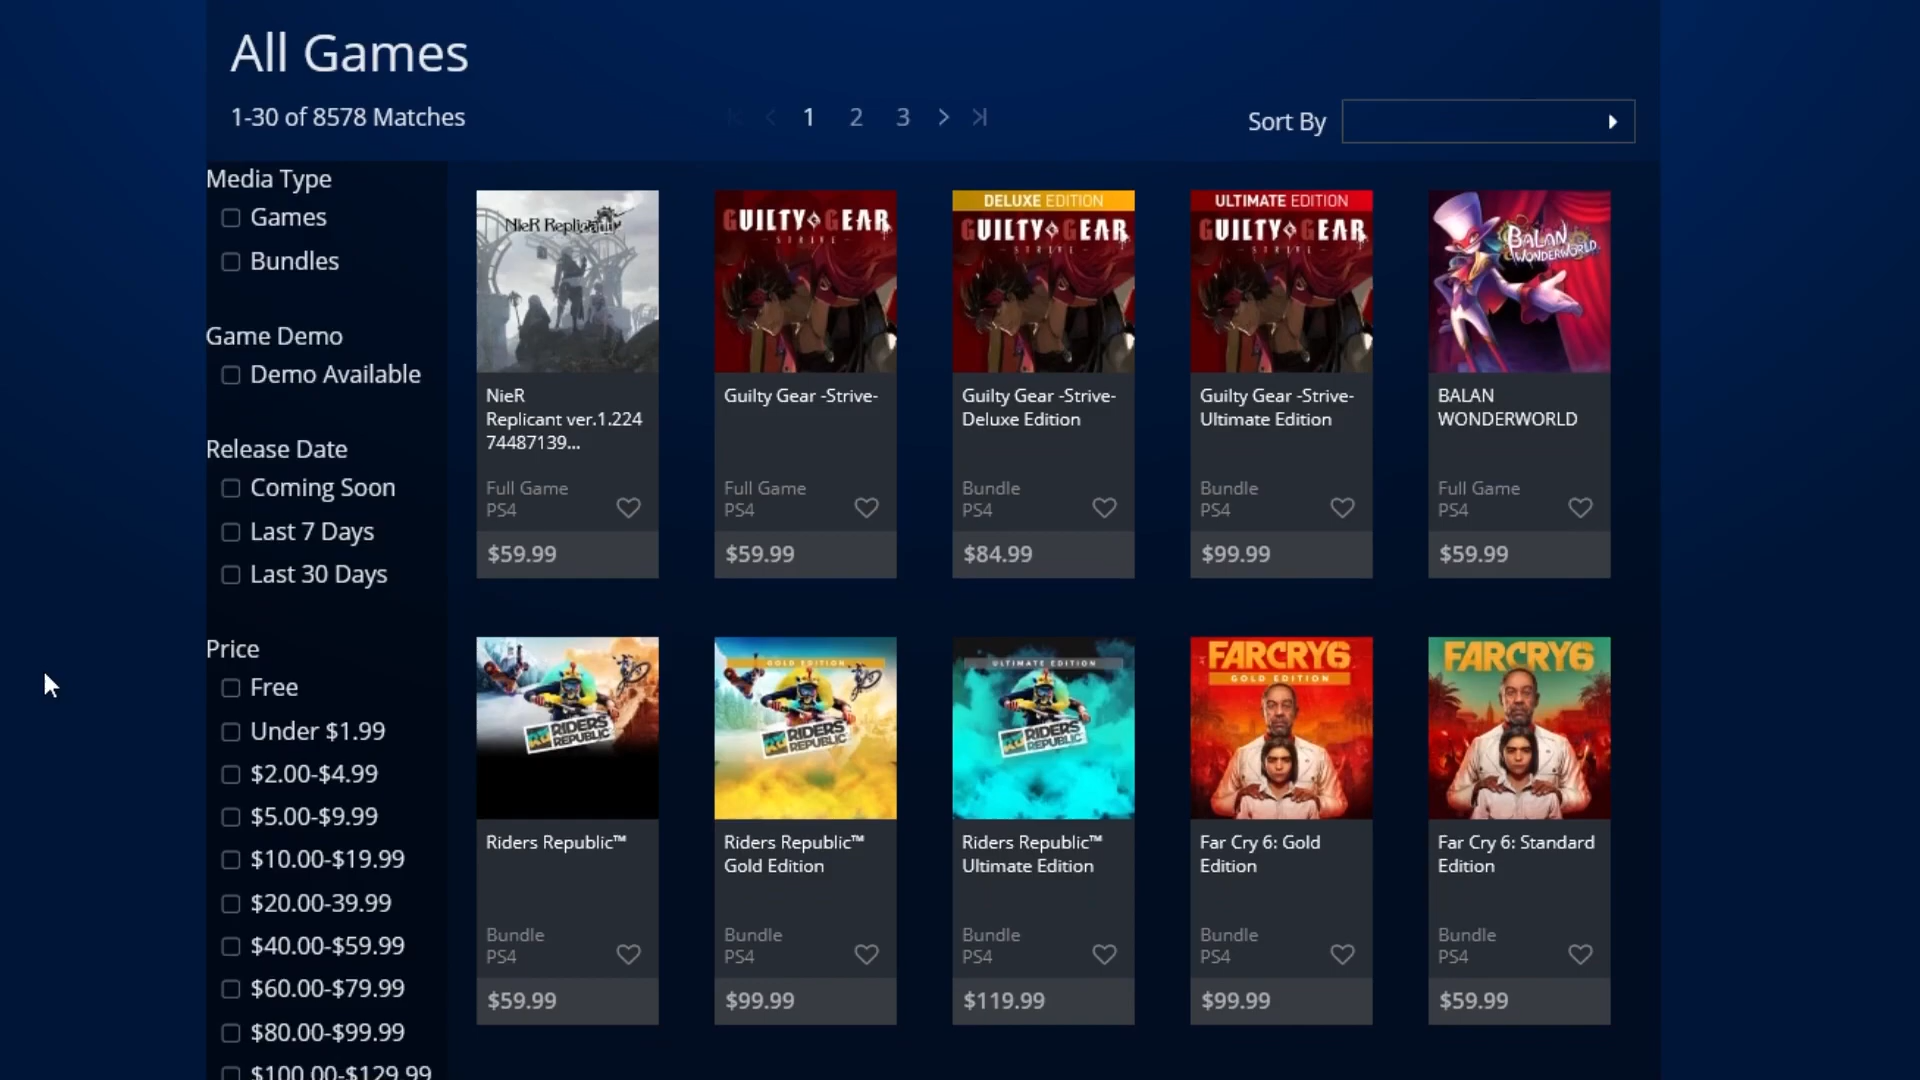 All Games
1-30 of 8578 Matches
1 2 3
Sort By
Media Type
Games
Bundles
Game Demo
Demo Available
Release Date
Coming Soon
Last 7 Days
Last 30 Days
Price
Free
Under $1.99
$2.00-$4.99
$5.00-$9.99
$10.00-$19.99
$20.00-39.99
$40.00-$59.99
$60.00-$79.99
$80.00-$99.99
$100.00-$129.99
NieR Replicant
NieR
Replicant ver.1.224
74487139...
Full Game
PS4
$59.99
GUILTY GEAR
STRIVE
Guilty Gear -Strive-
Full Game
PS4
$59.99
DELUXE EDITION
GUILTY GEAR
STRIVE
Guilty Gear -Strive-
Deluxe Edition
Bundle
PS4
$84.99
ULTIMATE EDITION
GUILTY GEAR
STRIVE
Guilty Gear -Strive-
Ultimate Edition
Bundle
PS4
$99.99
BALAN
WONDERWORLD
BALAN
WONDERWORLD
Full Game
PS4
$59.99
RIDERS
REPUBLIC
Riders Republic™
Bundle
PS4
$59.99
GOLD EDITION
RIDERS
REPUBLIC
Riders Republic™
Gold Edition
Bundle
PS4
$99.99
ULTIMATE EDITION
RIDERS
REPUBLIC
Riders Republic™
Ultimate Edition
Bundle
PS4
$119.99
FARCRY6
GOLD EDITION
Far Cry 6: Gold
Edition
Bundle
PS4
$99.99
FARCRY6
Far Cry 6: Standard
Edition
Bundle
PS4
$59.99